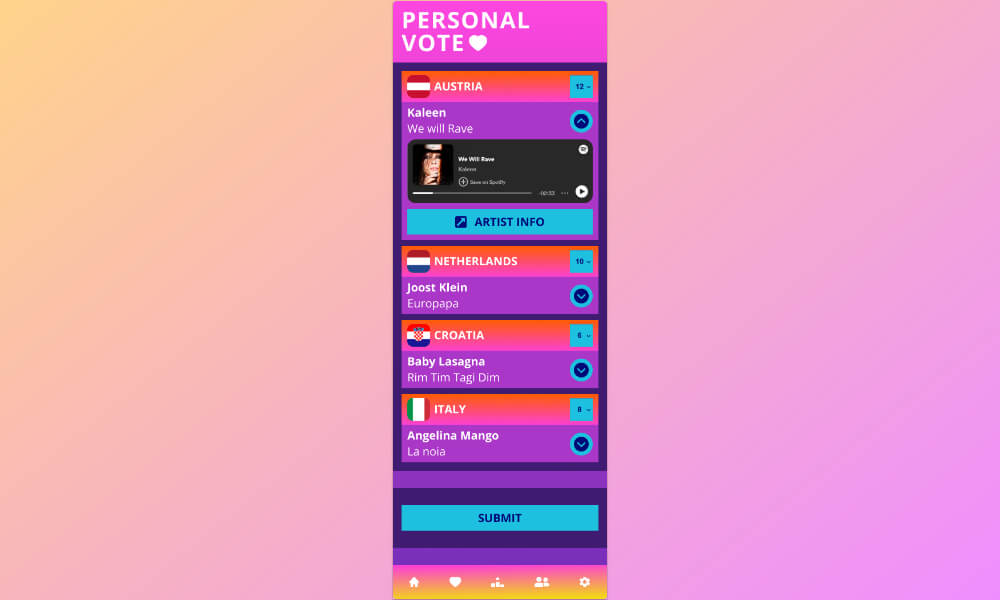 PERSONAL
VOTE
AUSTRIA
12
Kaleen
We will Rave
We Will Rave
Kaleen
Save on Spotify
-00:33
ARTIST INFO
NETHERLANDS
10
Joost Klein
Europapa
CROATIA
6
Baby Lasagna
Rim Tim Tagi Dim
ITALY
8
Angelina Mango
La noia
SUBMIT